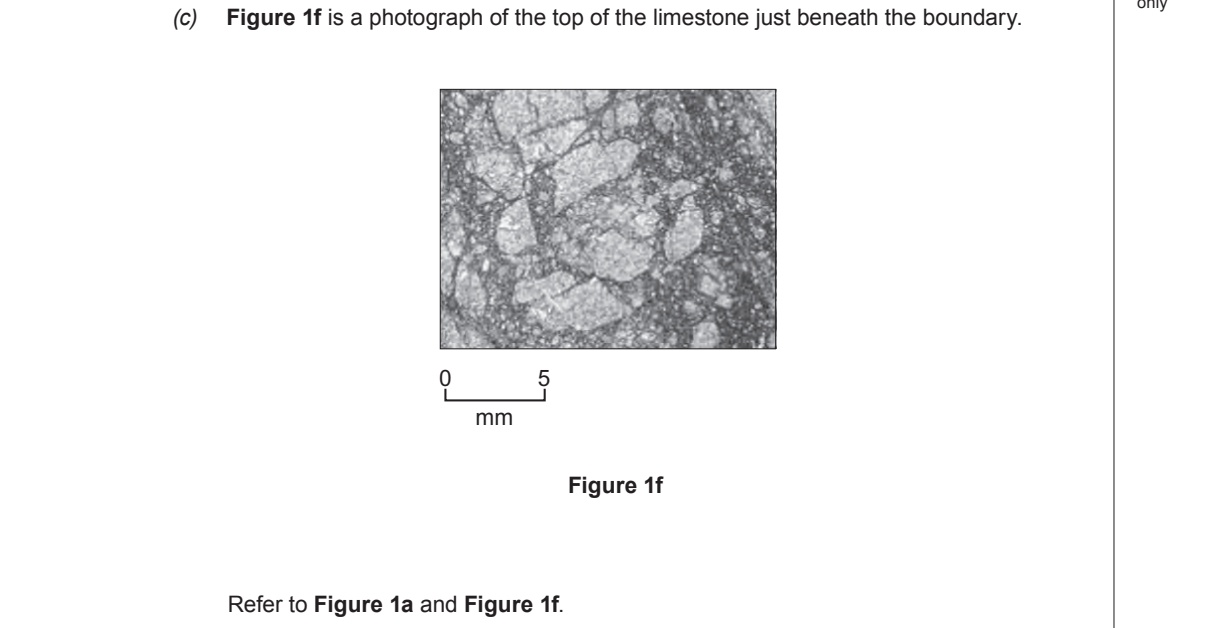 only
(c) Figure 1f is a photograph of the top of the limestone just beneath the boundary.
0 5
mm
Figure 1f
Refer to Figure 1a and Figure 1f.